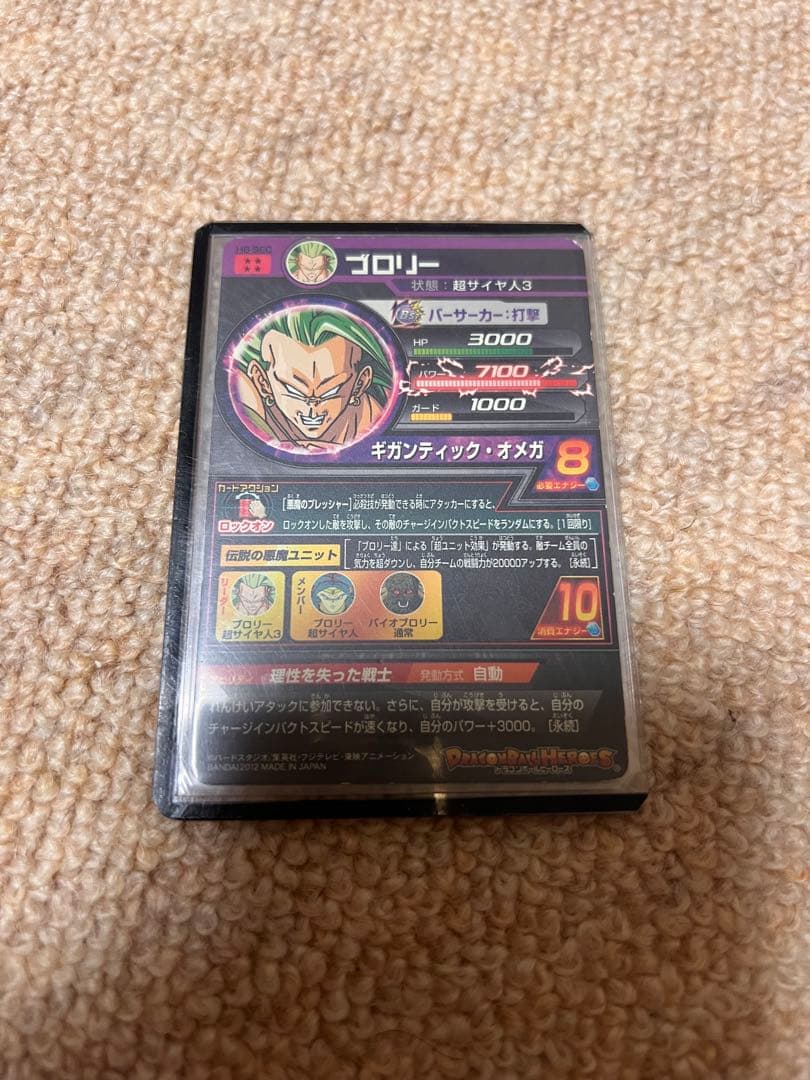 ブロリー
状態：超サイヤ人3
バーサーカー：打撃
HP 3000
パワー 7100
ガード 1000
ギガンティック・オメガ 8
必要エナジー
カードアクション
ロックオン
[悪魔のプレッシャー]必殺技が発動できる時にアタッカーにすると、
ロックオンした敵を攻撃し、その敵のチャージインパクトスピードをランダムにする。[1回限り]
伝説の悪魔ユニット
「ブロリー達」による「超ユニット効果」が発動する。敵チーム全員の
気力を超ダウンし、自分チームの戦闘力が20000アップする。[永続]
リーダー
ブロリー
超サイヤ人3
メンバー
ブロリー
超サイヤ人
バイオブロリー
通常
10
消費エナジー
理性を失った戦士 発動方式 自動
れんけいアタックに参加できない。さらに、自分が攻撃を受けると、自分の
チャージインパクトスピードが速くなり、自分のパワー+3000。[永続]
©バードスタジオ/集英社・フジテレビ・東映アニメーション
BANDAI 2012 MADE IN JAPAN
DRAGONBALL HEROES
ドラゴンボールヒーローズ